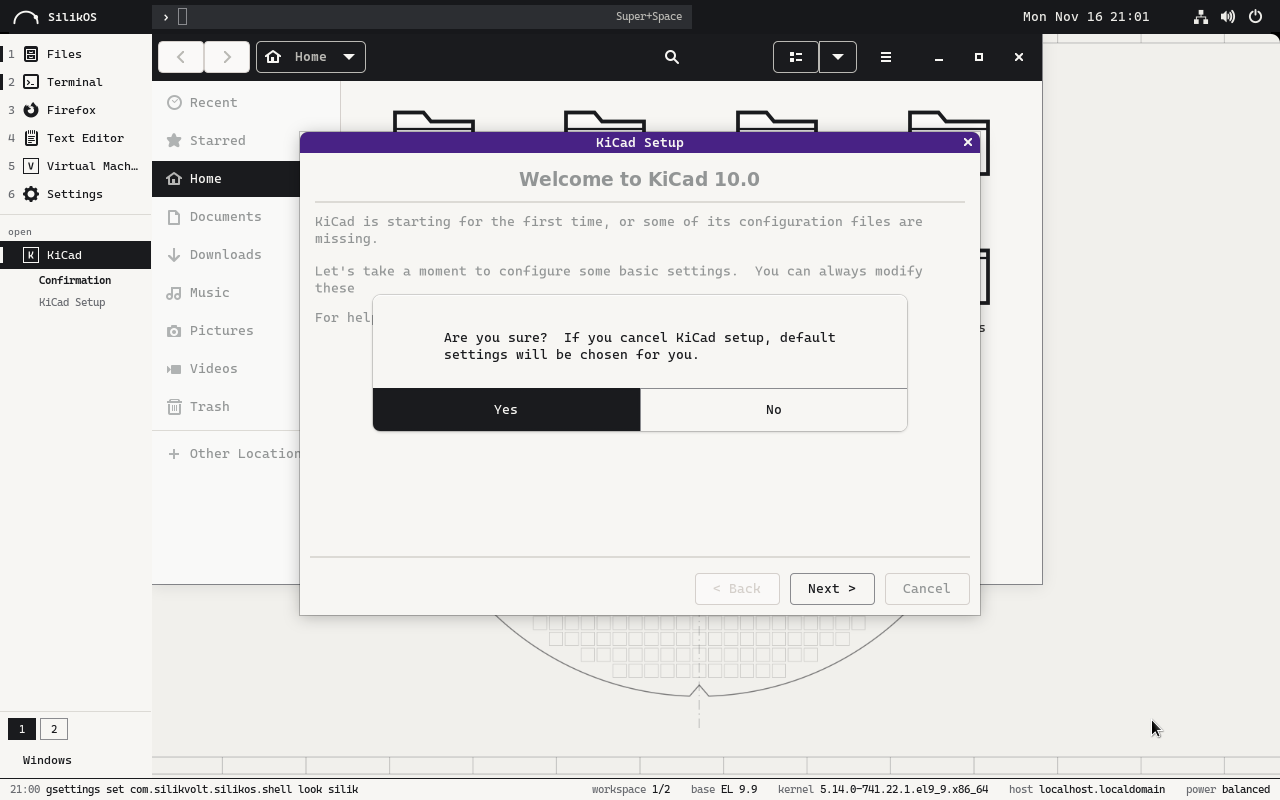 SilikOS
› Super+Space
Mon Nov 16 21:01
1 Files
2 Terminal
3 Firefox
4 Text Editor
5 V Virtual Mach…
6 Settings
open
K KiCad
Confirmation
KiCad Setup
Home
Recent
Starred
Home
Documents
Downloads
Music
Pictures
Videos
Trash
Other Location
s
KiCad Setup
Welcome to KiCad 10.0
KiCad is starting for the first time, or some of its configuration files are
missing.
Let's take a moment to configure some basic settings.  You can always modify
these
For help
Are you sure?  If you cancel KiCad setup, default
settings will be chosen for you.
Yes
No
< Back
Next >
Cancel
1 2
Windows
21:00 gsettings set com.silikvolt.silikos.shell look silik
workspace 1/2 base EL 9.9 kernel 5.14.0-741.22.1.el9_9.x86_64 host localhost.localdomain power balanced